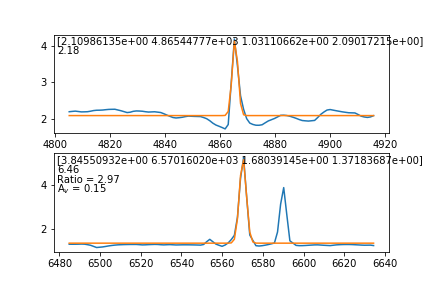 [2.10986135e+00 4.86544777e+03 1.03110662e+00 2.09017215e+00]
2.18
4
3
2
4800 4820 4840 4860 4880 4900 4920
[3.84550932e+00 6.57016020e+03 1.68039145e+00 1.37183687e+00]
6.46
Ratio = 2.97
Av = 0.15
4
2
6480 6500 6520 6540 6560 6580 6600 6620 6640